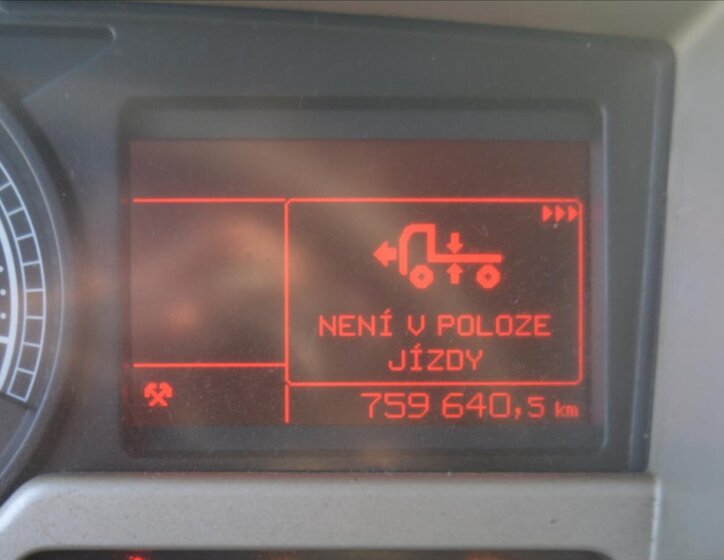 NENÍ V POLOZE
JÍZDY
759 640,5 km